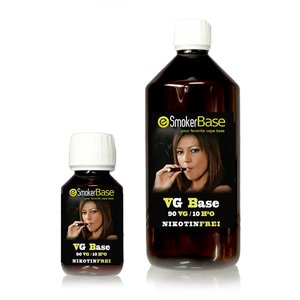 eSmokerBase
your favorite vape base
VG Base
90 VG / 10 H²O
NIKOTINFREI
eSmokerBase
VG Base
90 VG / 10 H²O
NIKOTINFREI